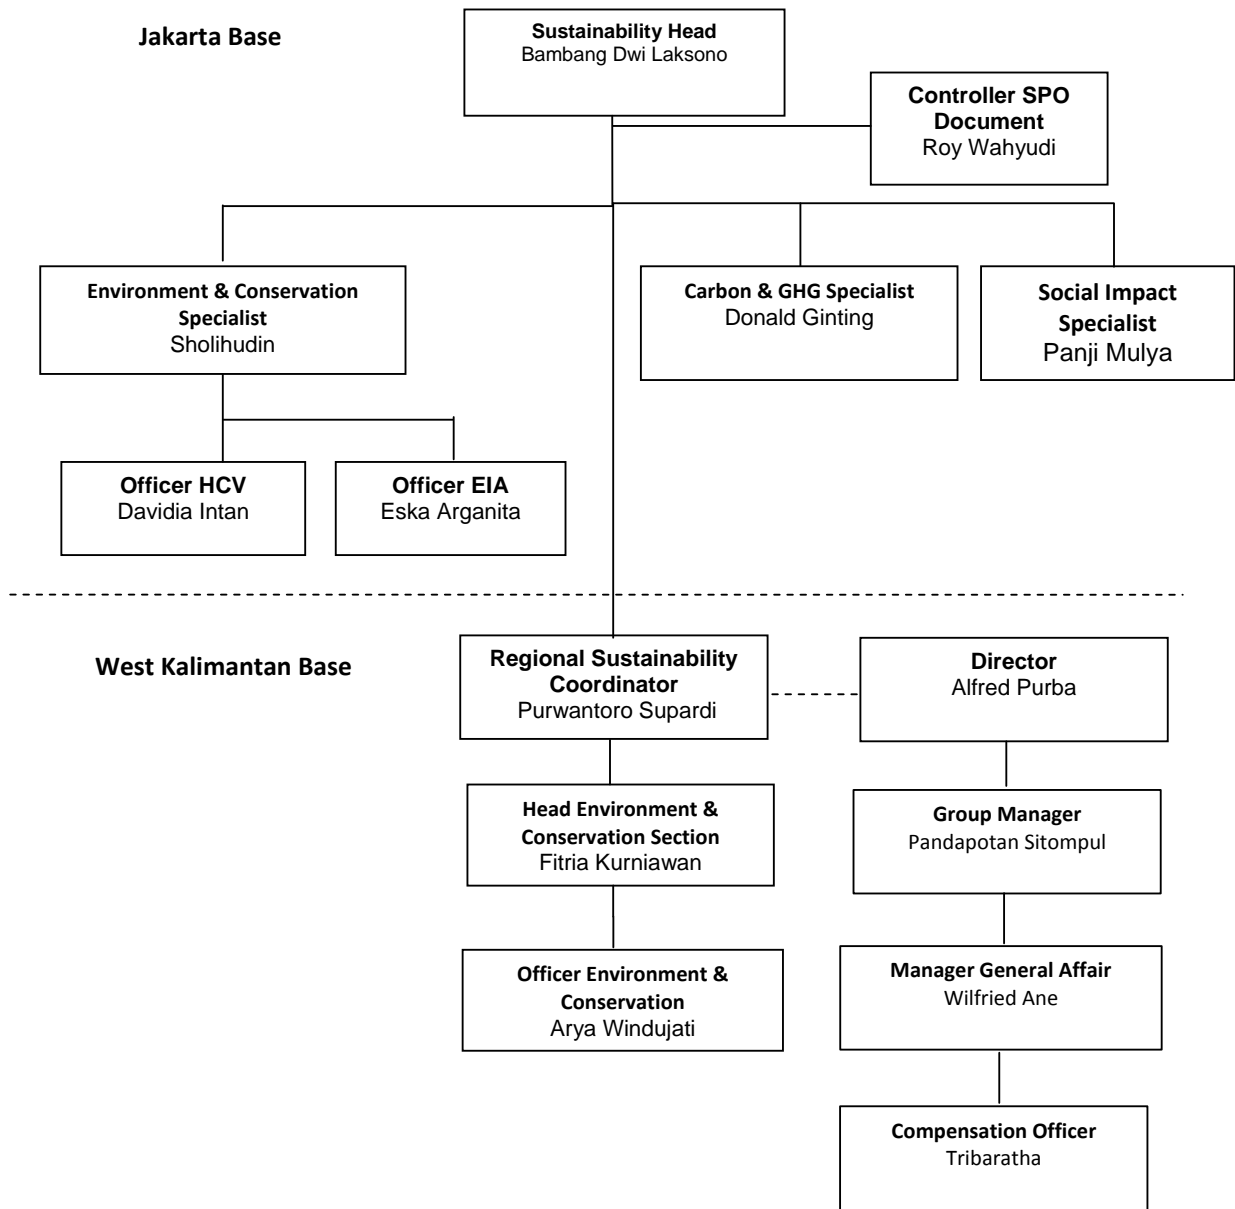 Jakarta Base
Sustainability Head
Bambang Dwi Laksono
Controller SPO
Document
Roy Wahyudi
Environment & Conservation
Specialist
Sholihudin
Carbon & GHG Specialist
Donald Ginting
Social Impact
Specialist
Panji Mulya
Officer HCV
Davidia Intan
Officer EIA
Eska Arganita
West Kalimantan Base
Regional Sustainability
Coordinator
Purwantoro Supardi
Director
Alfred Purba
Head Environment &
Conservation Section
Fitria Kurniawan
Group Manager
Pandapotan Sitompul
Officer Environment &
Conservation
Arya Windujati
Manager General Affair
Wilfried Ane
Compensation Officer
Tribaratha